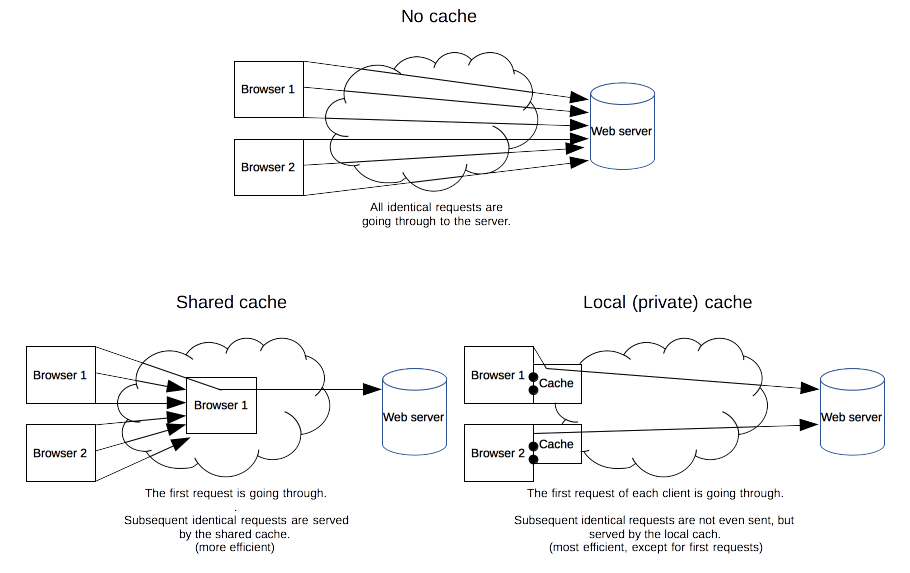 No cache
Browser 1
Web server
Browser 2
All identical requests are
going through to the server.
Shared cache
Browser 1
Browser 1
Web server
Browser 2
The first request is going through.
.
Subsequent identical requests are served
by the shared cache.
(more efficient)
Local (private) cache
Browser 1
Cache
Web server
Browser 2
Cache
The first request of each client is going through.
Subsequent identical requests are not even sent, but
served by the local cach.
(most efficient, except for first requests)